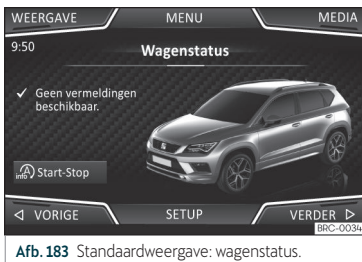 WEERGAVE MENU MEDIA
9:50 Wagenstatus
✓ Geen vermeldingen
beschikbaar.
info A Start-Stop
◁ VORIGE SETUP VERDER ▷
BRC-0034
Afb. 183 Standaardweergave: wagenstatus.